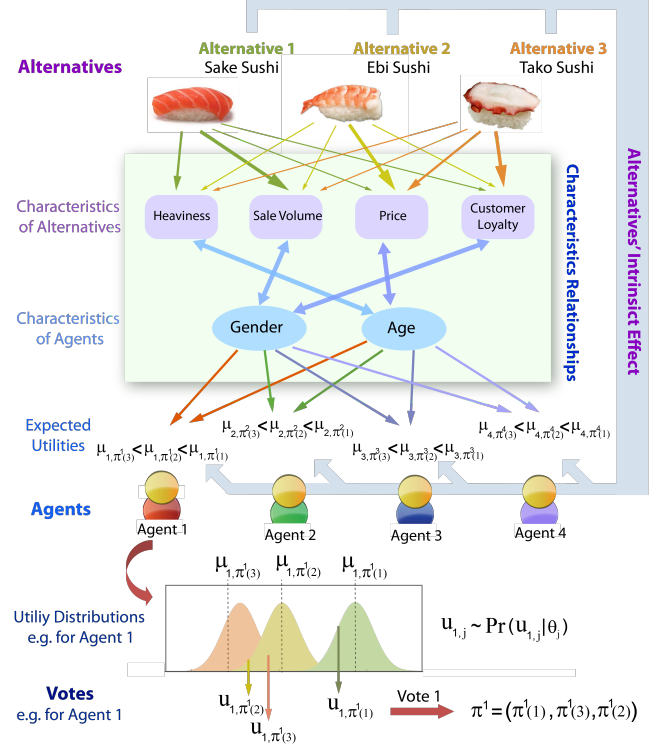 Alternative 1 Alternative 2 Alternative 3
Alternatives Sake Sushi Ebi Sushi Tako Sushi
Characteristics
of Alternatives
Heaviness Sale Volume Price Customer
Loyalty
Characteristics
of Agents
Gender Age
Characteristics Relationships
Alternatives' Intrinsict Effect
Expected
Utilities
μ1,π¹(3)<μ1,π¹(2)<μ1,π¹(1)
μ2,π²(3)<μ2,π²(2)<μ2,π²(1)
μ3,π³(3)<μ3,π³(2)<μ3,π³(1)
μ4,π⁴(3)<μ4,π⁴(2)<μ4,π⁴(1)
Agents
Agent 1 Agent 2 Agent 3 Agent 4
μ1,π¹(3) μ1,π¹(2) μ1,π¹(1)
Utiliy Distributions
e.g. for Agent 1
u1,j ~ Pr(u1,j|θj)
Votes
e.g. for Agent 1
u1,π¹(2) u1,π¹(3) u1,π¹(1)
Vote 1
π¹=(π¹(1), π¹(3), π¹(2))